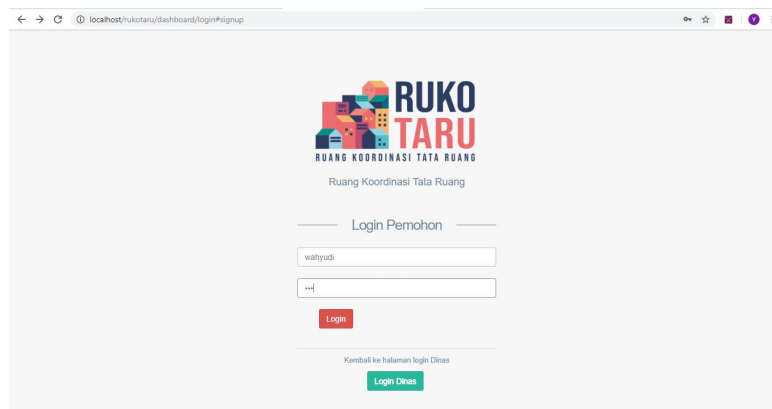 localhost/rukotaru/dashboard/login#signup
Y
RUKO
TARU
RUANG KOORDINASI TATA RUANG
Ruang Koordinasi Tata Ruang
Login Pemohon
wahyudi
Login
Kembali ke halaman login Dinas
Login Dinas